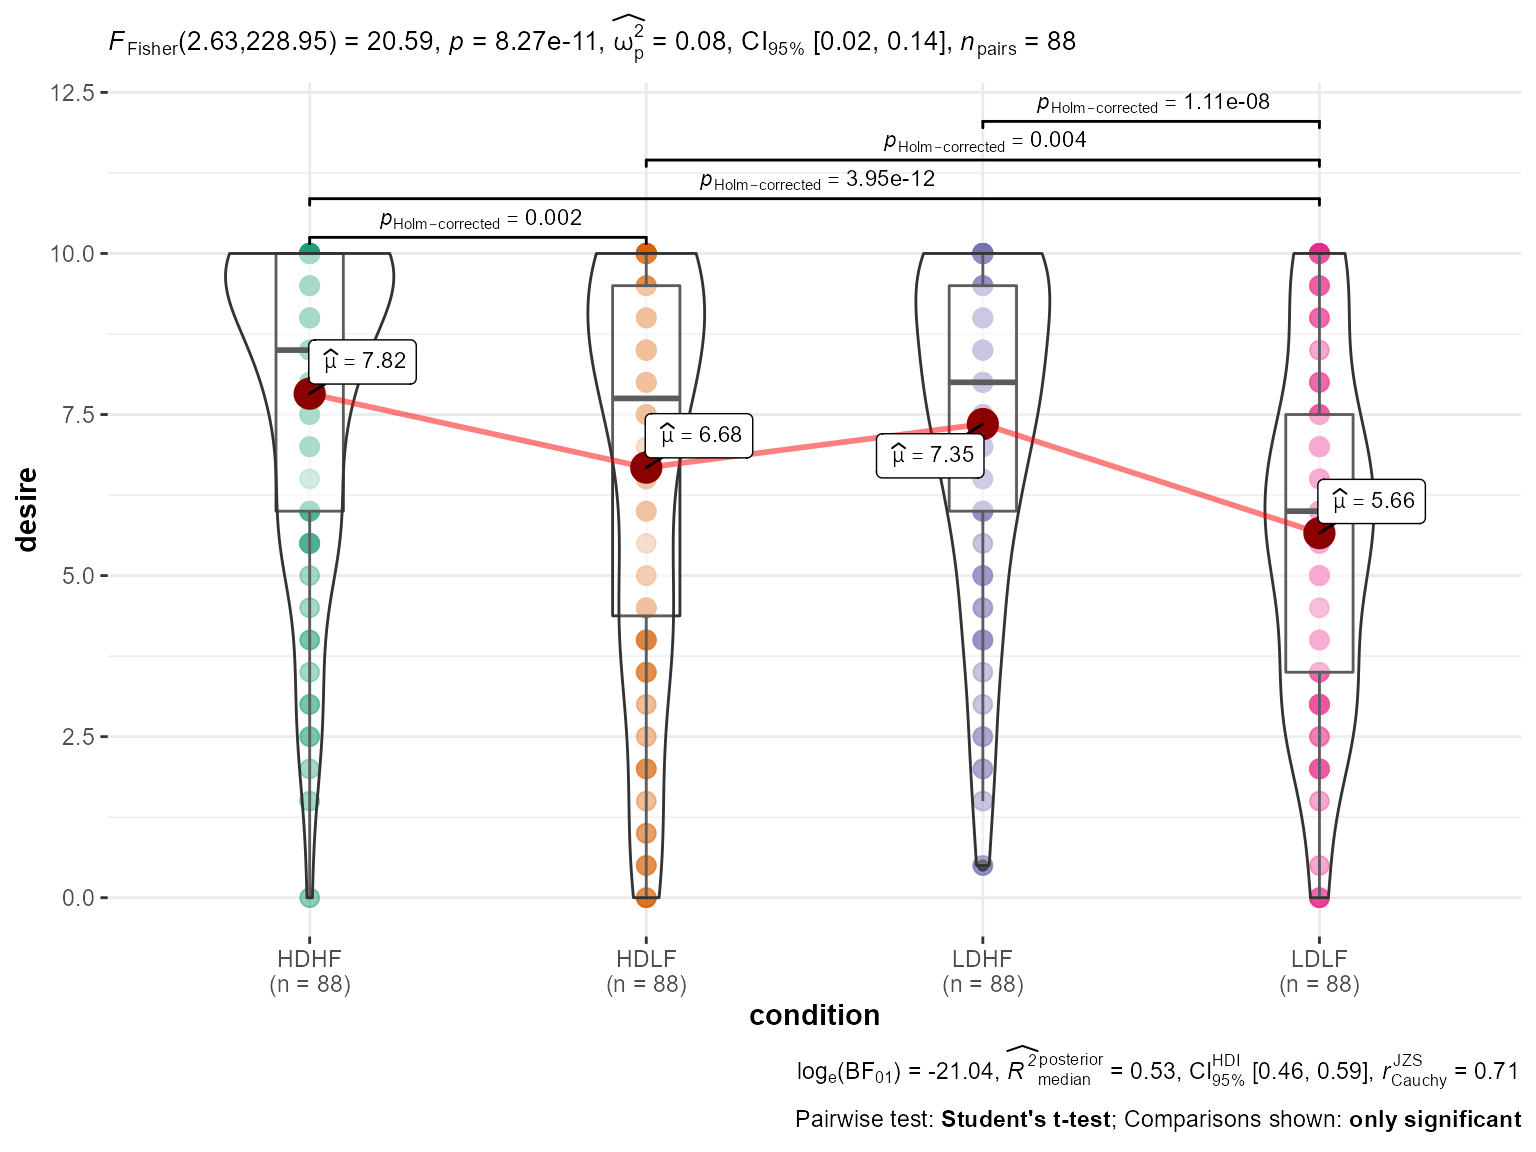 F_Fisher(2.63,228.95) = 20.59, p = 8.27e-11, ω̂²_p = 0.08, CI_95% [0.02, 0.14], n_pairs = 88
12.5
p_Holm−corrected = 1.11e-08
p_Holm−corrected = 0.004
p_Holm−corrected = 3.95e-12
p_Holm−corrected = 0.002
10.0
μ̂ = 7.82
7.5
μ̂ = 6.68
μ̂ = 7.35
μ̂ = 5.66
desire
5.0
2.5
0.0
HDHF HDLF LDHF LDLF
(n = 88) (n = 88) (n = 88) (n = 88)
condition
log_e(BF_01) = -21.04, R̂²^posterior_median = 0.53, CI^HDI_95% [0.46, 0.59], r^JZS_Cauchy = 0.71
Pairwise test: Student's t-test; Comparisons shown: only significant